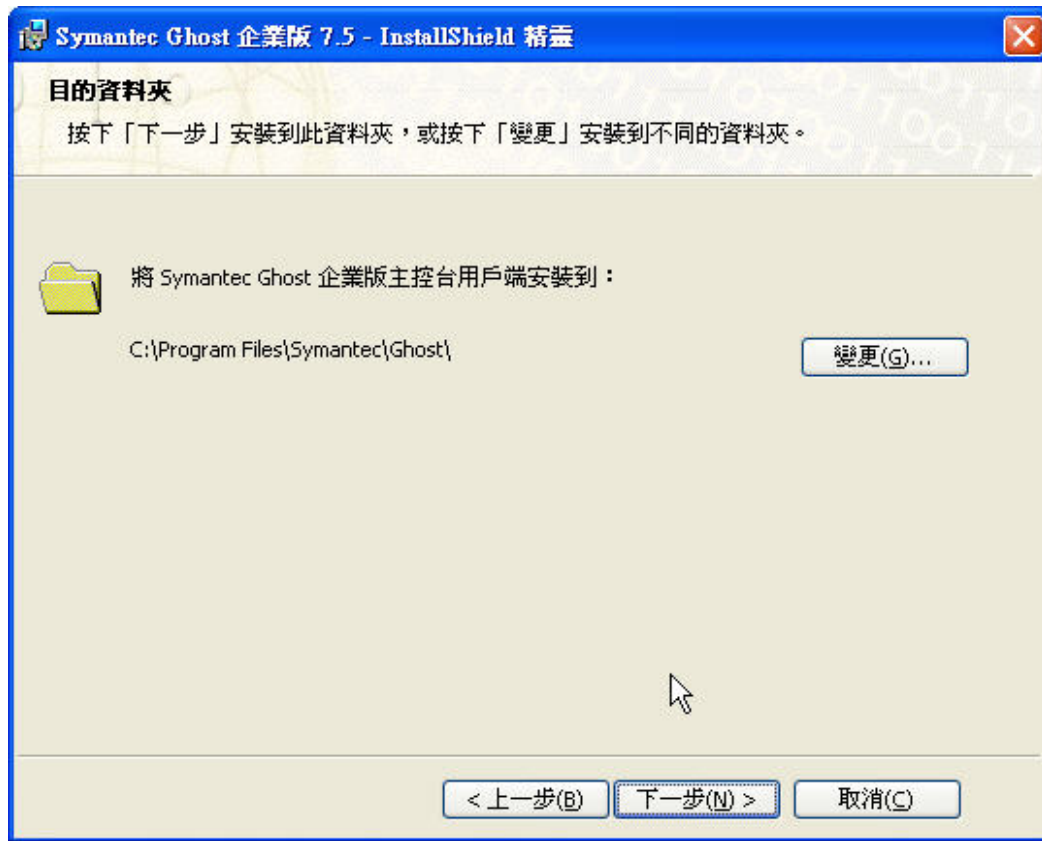 Symantec Ghost 企業版 7.5 - InstallShield 精靈
目的資料夾
按下「下一步」安裝到此資料夾，或按下「變更」安裝到不同的資料夾。
將 Symantec Ghost 企業版主控台用戶端安裝到：
C:\Program Files\Symantec\Ghost\
變更(G)...
< 上一步(B)
下一步(N) >
取消(C)